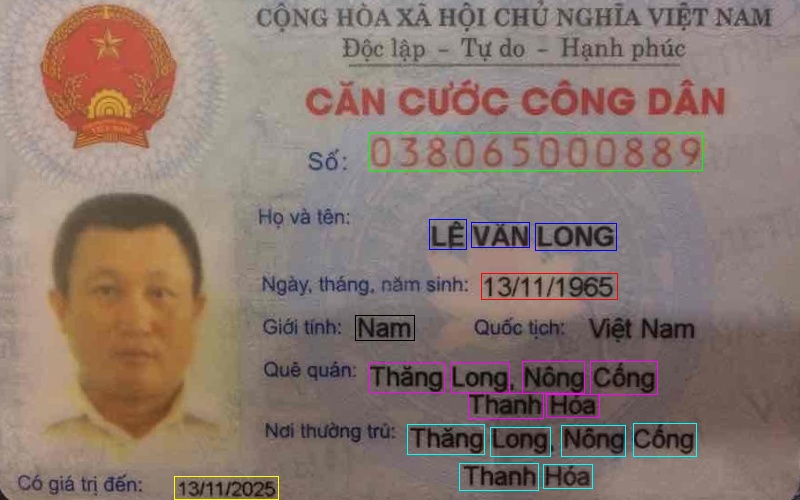 CỘNG HÒA XÃ HỘI CHỦ NGHĨA VIỆT NAM
Độc lập - Tự do - Hạnh phúc
CĂN CƯỚC CÔNG DÂN
Số: 038065000889
Họ và tên:
LÊ VĂN LONG
Ngày, tháng, năm sinh: 13/11/1965
Giới tính: Nam Quốc tịch: Việt Nam
Quê quán: Thăng Long, Nông Cống
Thanh Hóa
Nơi thường trú: Thăng Long, Nông Cống
Thanh Hóa
Có giá trị đến: 13/11/2025